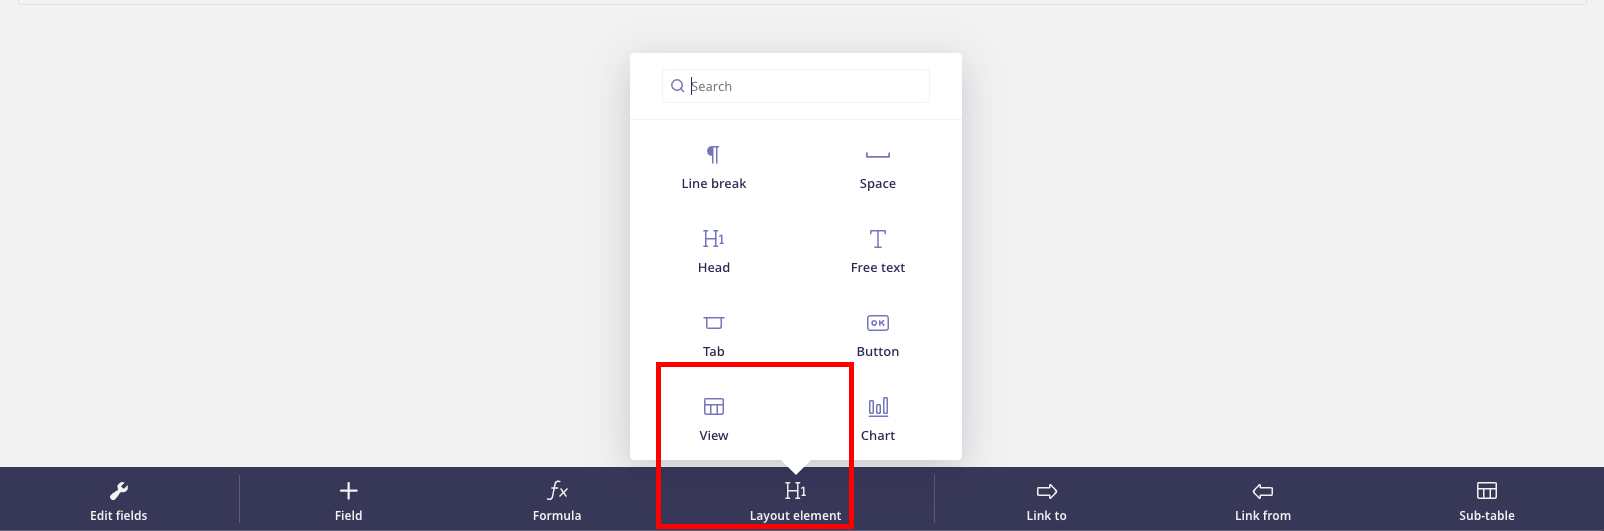 Search
Line break
Space
Head
Free text
Tab
Button
View
Chart
Edit fields
Field
Formula
Layout element
Link to
Link from
Sub-table